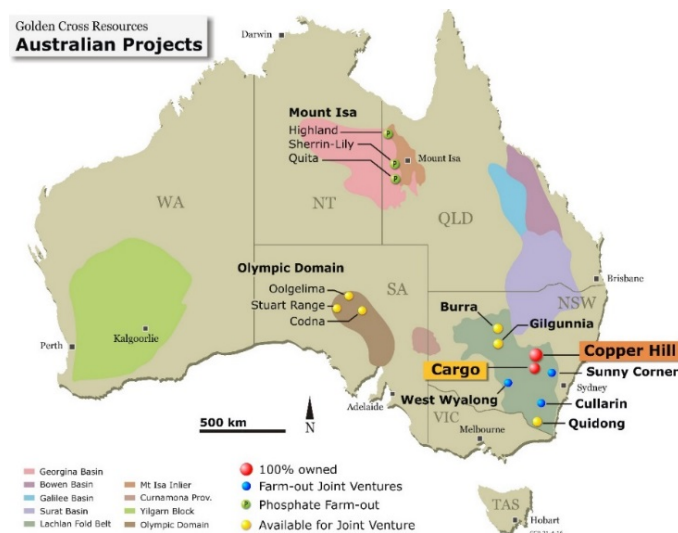 Golden Cross Resources
Australian Projects
Darwin
Mount Isa
Highland
P
Sherrin-Lily
P
Mount Isa
Quita
P
WA
NT
QLD
Olympic Domain
SA
Brisbane
Oolgelima
NSW
Stuart Range
Burra
Codna
Gilgunnia
Kalgoorlie
Perth
Copper Hill
Cargo
Sunny Corner
Sydney
West Wyalong
Adelaide
Cullarin
VIC
500 km
N
Quidong
Melbourne
Georgina Basin
Bowen Basin
Galilee Basin
Surat Basin
Lachlan Fold Belt
Mt Isa Inlier
Curnamona Prov.
Yilgarn Block
Olympic Domain
100% owned
Farm-out Joint Ventures
P Phosphate Farm-out
Available for Joint Venture
TAS
Hobart